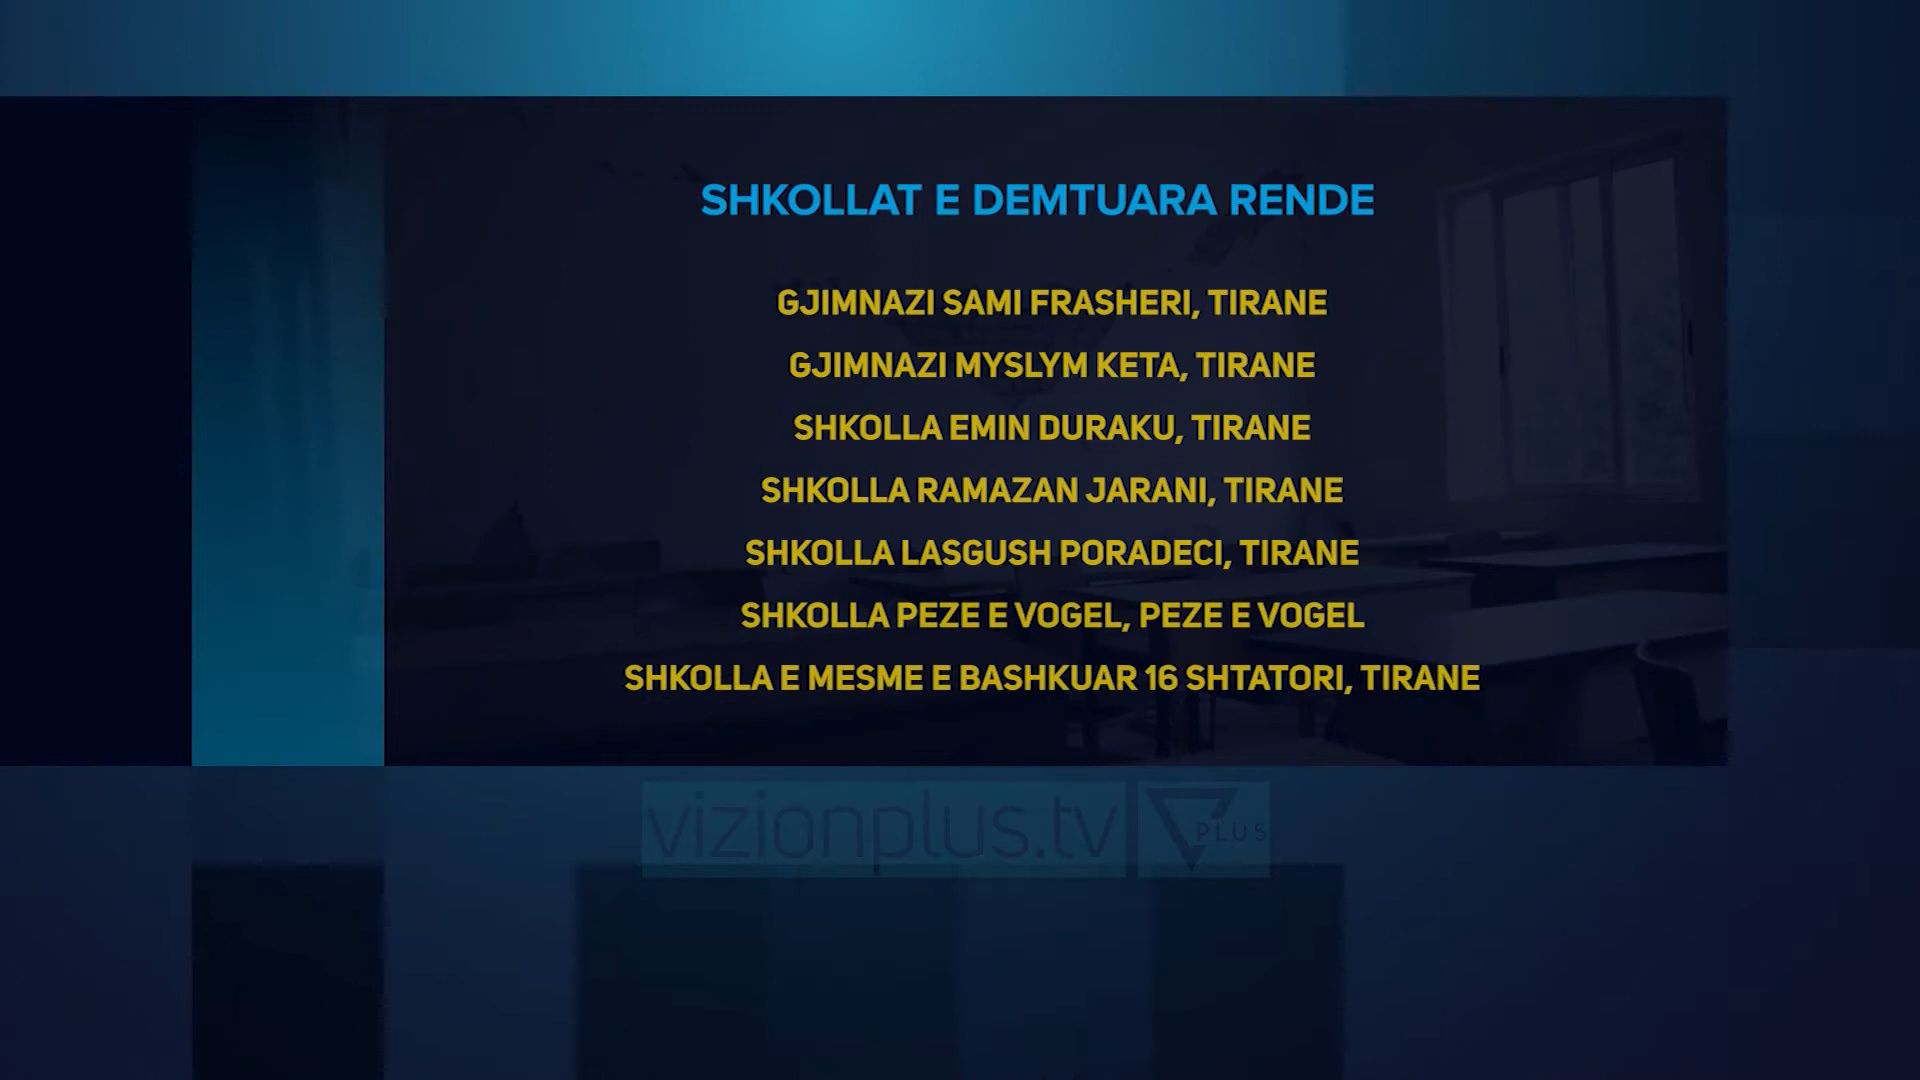 SHKOLLAT E DEMTUARA RENDE
GJIMNAZI SAMI FRASHERI, TIRANE
GJIMNAZI MYSLYM KETA, TIRANE
SHKOLLA EMIN DURAKU, TIRANE
SHKOLLA RAMAZAN JARANI, TIRANE
SHKOLLA LASGUSH PORADECI, TIRANE
SHKOLLA PEZE E VOGEL, PEZE E VOGEL
SHKOLLA E MESME E BASHKUAR 16 SHTATORI, TIRANE
vizionplus.tv PLUS